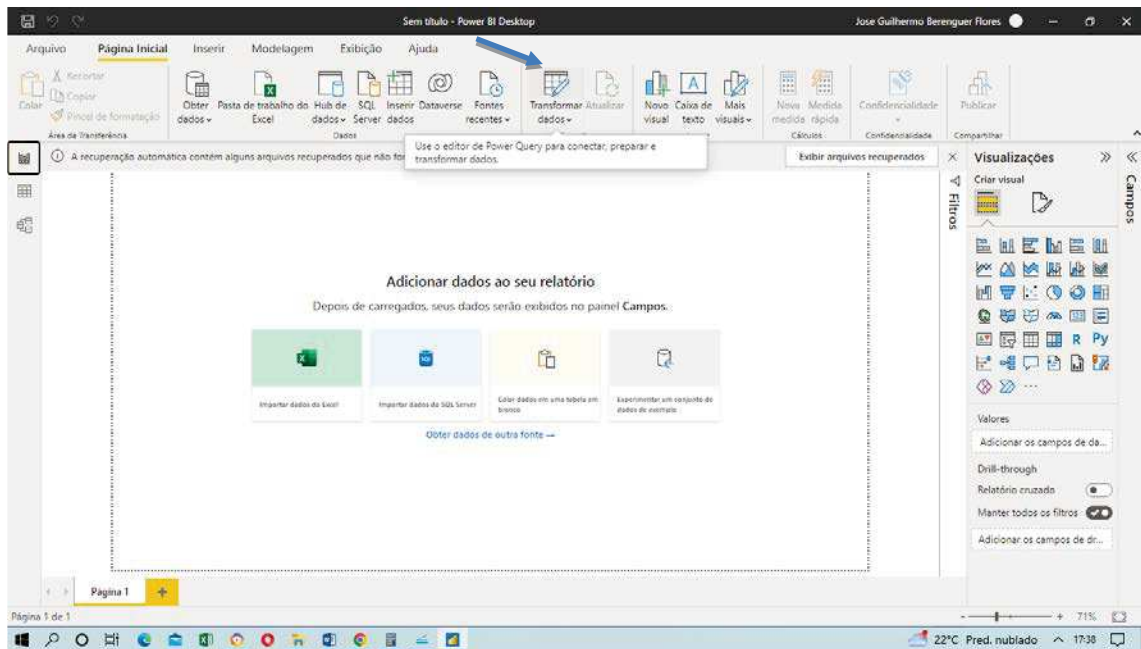 Sem título - Power BI Desktop
Jose Guilhermo Berenguer Flores
Arquivo Página Inicial Inserir Modelagem Exibição Ajuda
Colar
Recortar
Copiar
Pincel de formatação
Obter dados
Pasta de trabalho do Excel
Hub de dados
SQL Server
Inserir dados
Dataverse
Fontes recentes
Transformar dados
Atualizar
Novo visual
Caixa de texto
Mais visuais
Nova medida
Medida rápida
Confidencialidade
Publicar
Área de Transferência
Dados
Cálculos
Confidencialidade
Compartilhar
A recuperação automática contém alguns arquivos recuperados que não
Use o editor de Power Query para conectar, preparar e
transformar dados.
Exibir arquivos recuperados
Visualizações
Criar visual
Filtros
Campos
Adicionar dados ao seu relatório
Depois de carregados, seus dados serão exibidos no painel Campos.
Importar dados do Excel
Importar dados do SQL Server
Colar dados em uma tabela em
branco
Experimentar um conjunto de
dados de exemplo
Obter dados de outra fonte →
R Py
Valores
Adicionar os campos de da...
Drill-through
Relatório cruzado
Manter todos os filtros
Adicionar os campos de dr...
Página 1
Página 1 de 1
71%
22°C Pred. nublado 17:38